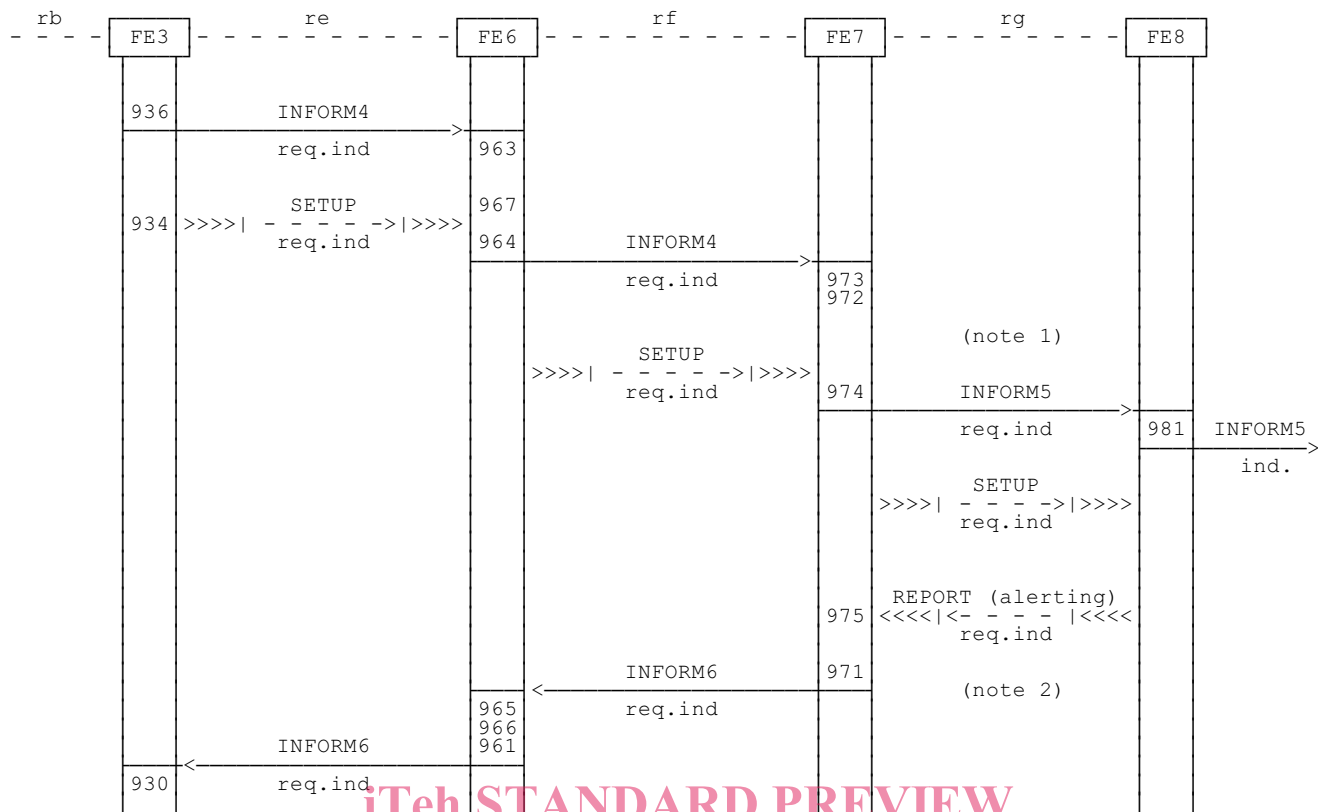 rb re rf rg
- - - - FE3 - - - - - - - - - - FE6 - - - - - - - - - - - FE7 - - - - - - - - - FE8
936 INFORM4
req.ind 963
SETUP 967
934 >>>>| - - - - ->|>>>>
req.ind 964 INFORM4
req.ind 973
972
(note 1)
SETUP
>>>>| - - - - ->|>>>>
req.ind 974 INFORM5
req.ind 981 INFORM5
ind.
SETUP
>>>>| - - - ->|>>>>
req.ind
REPORT (alerting)
975 <<<<|<- - - - |<<<<
req.ind
INFORM6 971
(note 2)
965 req.ind
966
INFORM6 961
930 req.ind
iTeh STANDARD PREVIEW